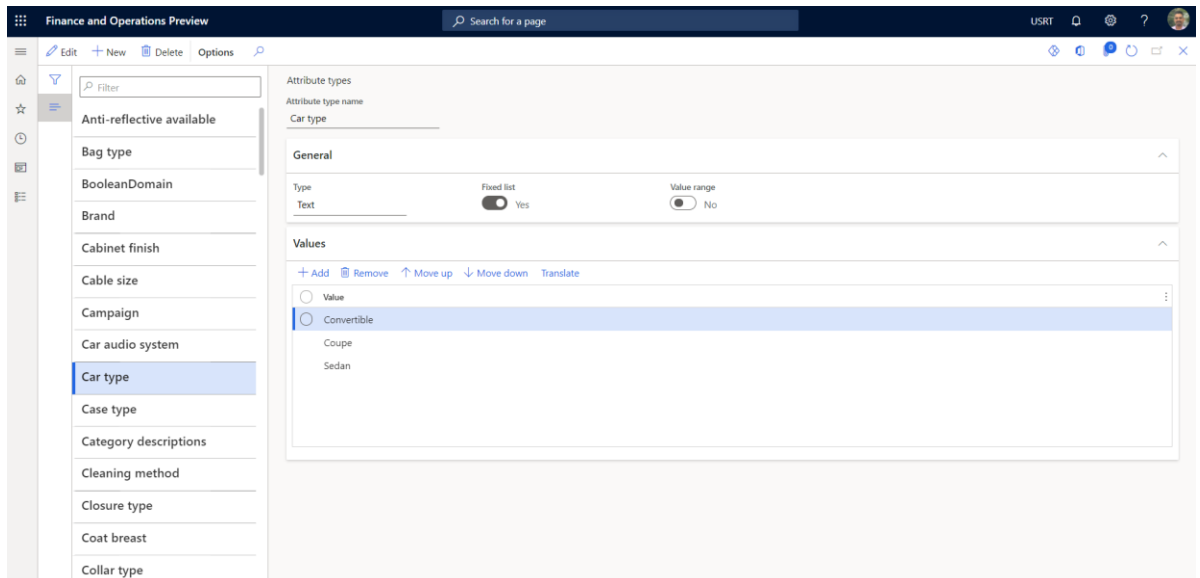 Finance and Operations Preview
Search for a page
USRT
?
Edit New Delete Options
0
Filter
Anti-reflective available
Bag type
BooleanDomain
Brand
Cabinet finish
Cable size
Campaign
Car audio system
Car type
Case type
Category descriptions
Cleaning method
Closure type
Coat breast
Collar type
Attribute types
Attribute type name
Car type
General
Type Fixed list Value range
Text Yes No
Values
Add Remove Move up Move down Translate
Value
Convertible
Coupe
Sedan